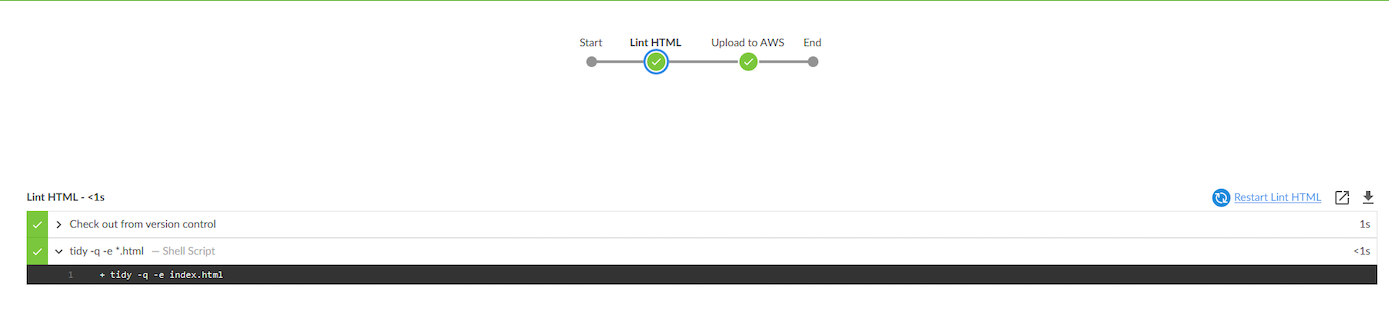 Start Lint HTML Upload to AWS End
Lint HTML - <1s Restart Lint HTML
Check out from version control 1s
tidy -q -e *.html — Shell Script <1s
1 + tidy -q -e index.html